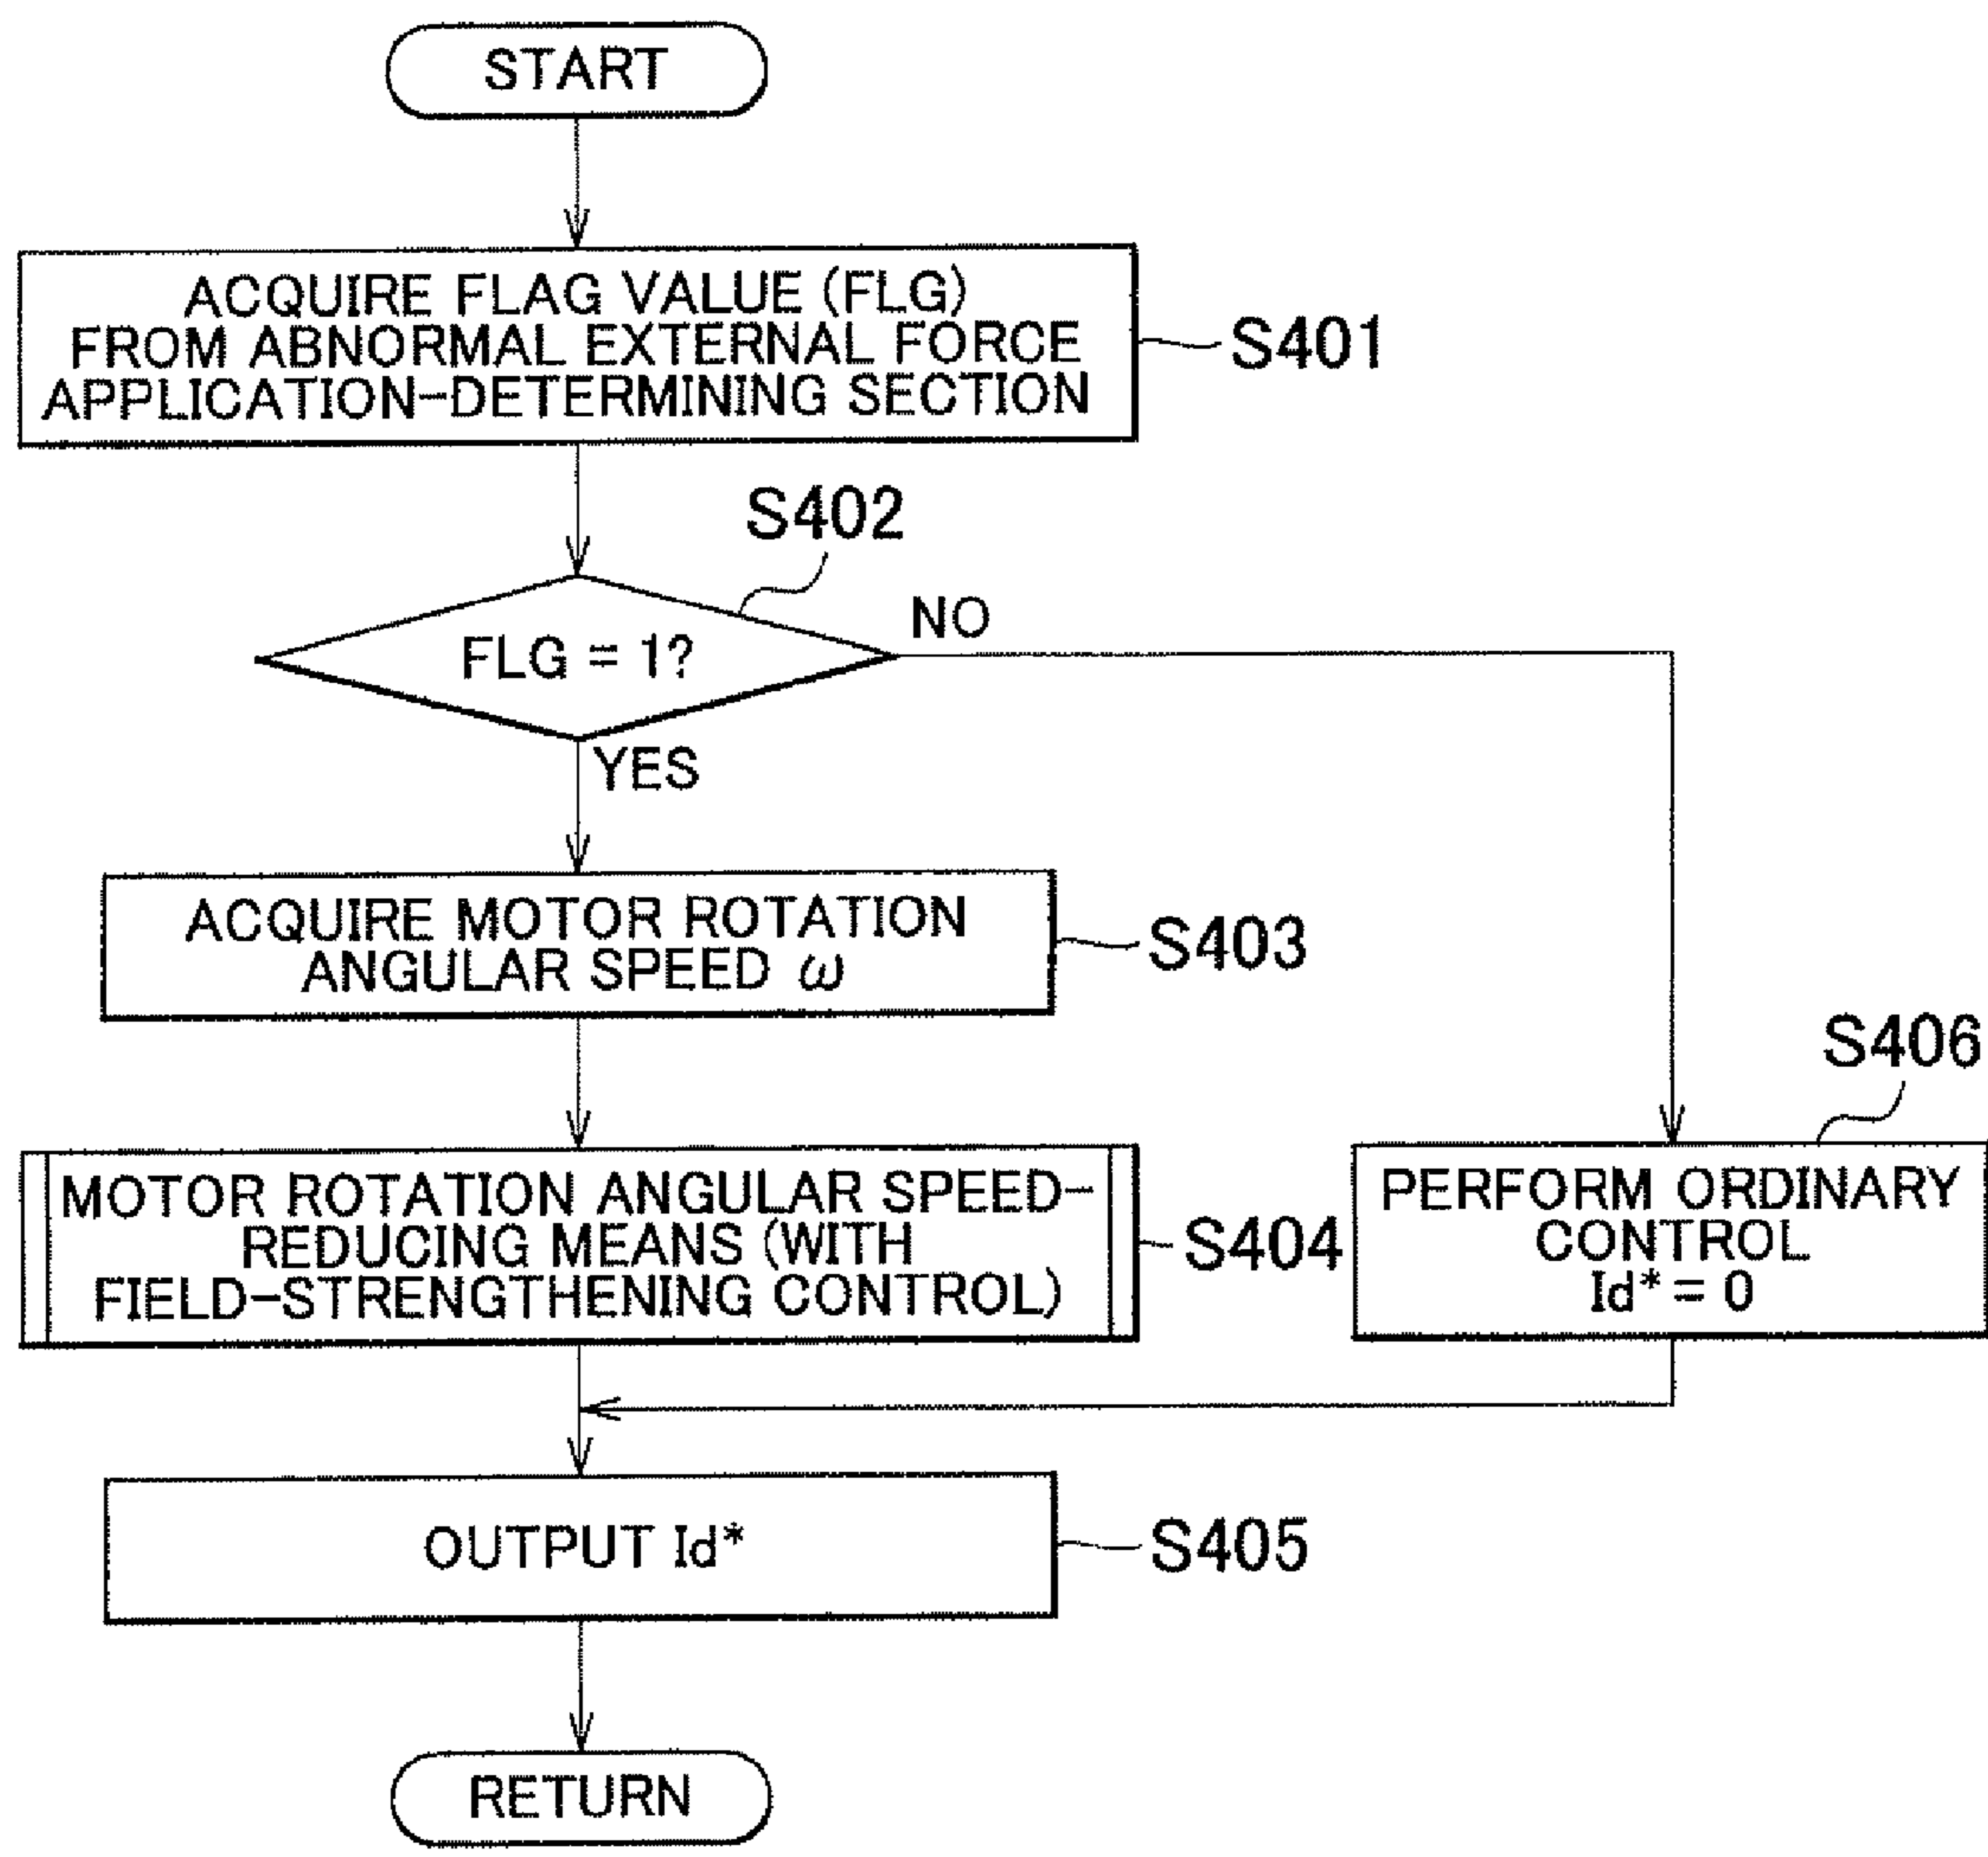 START
ACQUIRE FLAG VALUE (FLG)
FROM ABNORMAL EXTERNAL FORCE
APPLICATION-DETERMINING SECTION
S401
S402
FLG = 1?
NO
YES
ACQUIRE MOTOR ROTATION
ANGULAR SPEED ω
S403
MOTOR ROTATION ANGULAR SPEED-
REDUCING MEANS (WITH
FIELD-STRENGTHENING CONTROL)
S404
S406
PERFORM ORDINARY
CONTROL
Id* = 0
OUTPUT Id*
S405
RETURN